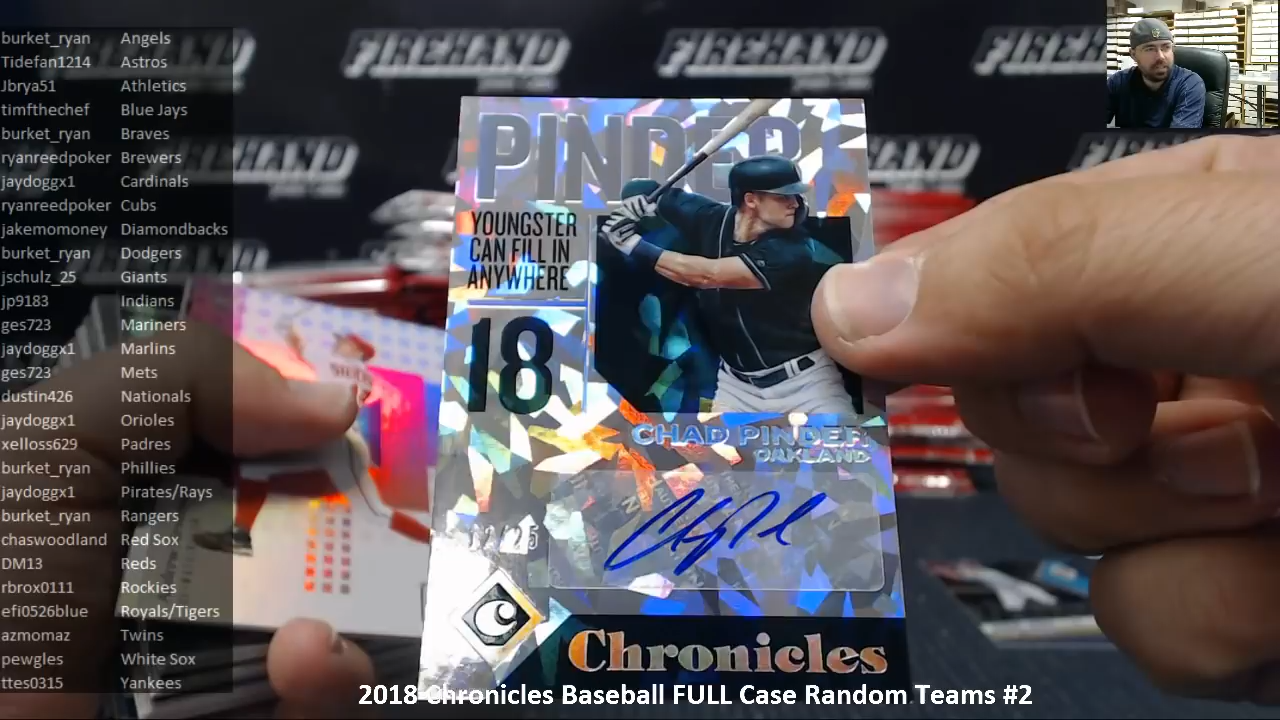 burket_ryan Angels
Tidefan1214 Astros
Jbrya51 Athletics
timfthechef Blue Jays
burket_ryan Braves
ryanreedpoker Brewers
jaydoggx1 Cardinals
ryanreedpoker Cubs
jakemomoney Diamondbacks
burket_ryan Dodgers
jschulz_25 Giants
jp9183 Indians
ges723 Mariners
jaydoggx1 Marlins
ges723 Mets
dustin426 Nationals
jaydoggx1 Orioles
xelloss629 Padres
burket_ryan Phillies
jaydoggx1 Pirates/Rays
burket_ryan Rangers
chaswoodland Red Sox
DM13 Reds
rbrox0111 Rockies
efi0526blue Royals/Tigers
azmomaz Twins
pewgles White Sox
ttes0315 Yankees
FIREHAND
FIREHAND
FIREHAND
PINDER
YOUNGSTER
CAN FILL IN
ANYWHERE
18
CHAD PINDER
OAKLAND
C
Chronicles
2018 Chronicles Baseball FULL Case Random Teams #2